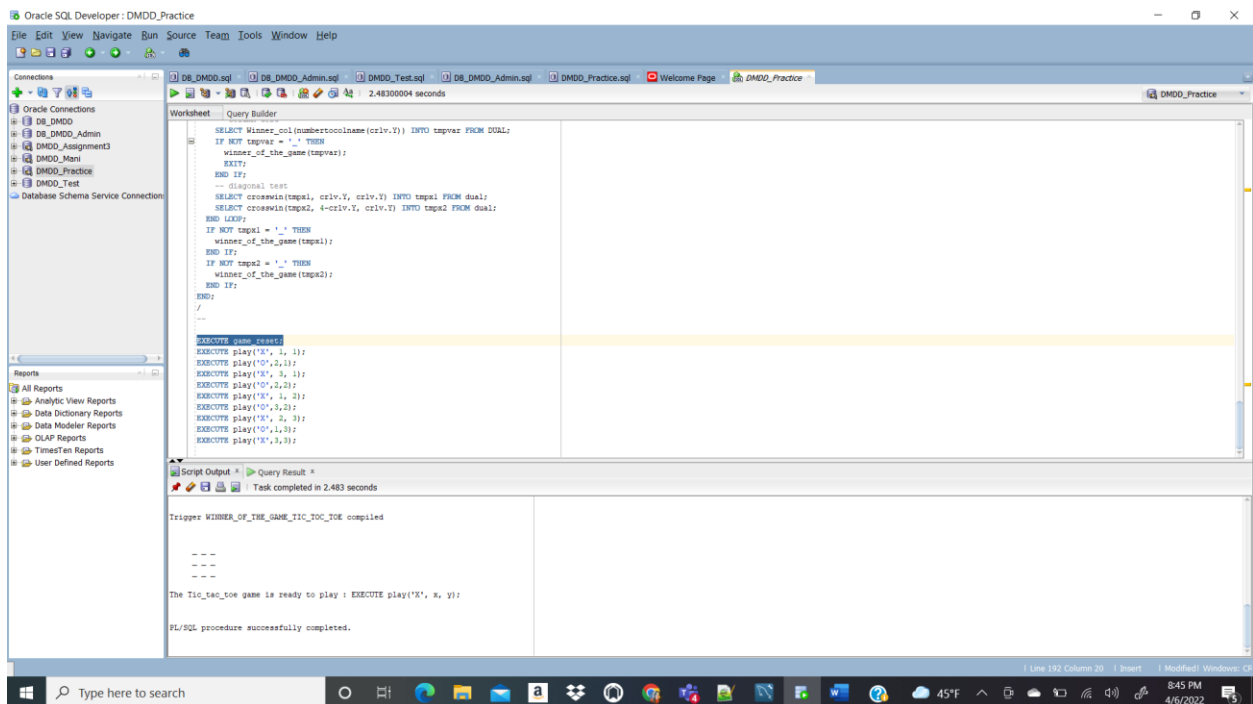 Oracle SQL Developer : DMDD_Practice
File Edit View Navigate Run Source Team Tools Window Help
Connections
Oracle Connections
DB_DMDD
DB_DMDD_Admin
DMDD_Assignment3
DMDD_Mani
DMDD_Practice
DMDD_Test
Database Schema Service Connection
Reports
All Reports
Analytic View Reports
Data Dictionary Reports
Data Modeler Reports
OLAP Reports
TimesTen Reports
User Defined Reports
DB_DMDD.sql DB_DMDD_Admin.sql DMDD_Test.sql DB_DMDD_Admin.sql DMDD_Practice.sql Welcome Page DMDD_Practice
2.48300004 seconds
DMDD_Practice
Worksheet Query Builder
SELECT Winner_col(numbertocolname(crlv.Y)) INTO tmpvar FROM DUAL;
IF NOT tmpvar = '_' THEN
winner_of_the_game(tmpvar);
EXIT;
END IF;
-- diagonal test
SELECT crosswin(tmpx1, crlv.Y, crlv.Y) INTO tmpx1 FROM dual;
SELECT crosswin(tmpx2, 4-crlv.Y, crlv.Y) INTO tmpx2 FROM dual;
END LOOP;
IF NOT tmpx1 = '_' THEN
winner_of_the_game(tmpx1);
END IF;
IF NOT tmpx2 = '_' THEN
winner_of_the_game(tmpx2);
END IF;
END;
/
--
EXECUTE game_reset;
EXECUTE play('X', 1, 1);
EXECUTE play('O',2,1);
EXECUTE play('X', 3, 1);
EXECUTE play('O',2,2);
EXECUTE play('X', 1, 2);
EXECUTE play('O',3,2);
EXECUTE play('X', 2, 3);
EXECUTE play('O',1,3);
EXECUTE play('X',3,3);
Script Output Query Result
Task completed in 2.483 seconds
Trigger WINNER_OF_THE_GAME_TIC_TOC_TOE compiled
_ _ _
_ _ _
_ _ _
The Tic_tac_toe game is ready to play : EXECUTE play('X', x, y);
PL/SQL procedure successfully completed.
Line 192 Column 20 Insert Modified Windows: CR
Type here to search
45°F
8:45 PM
4/6/2022